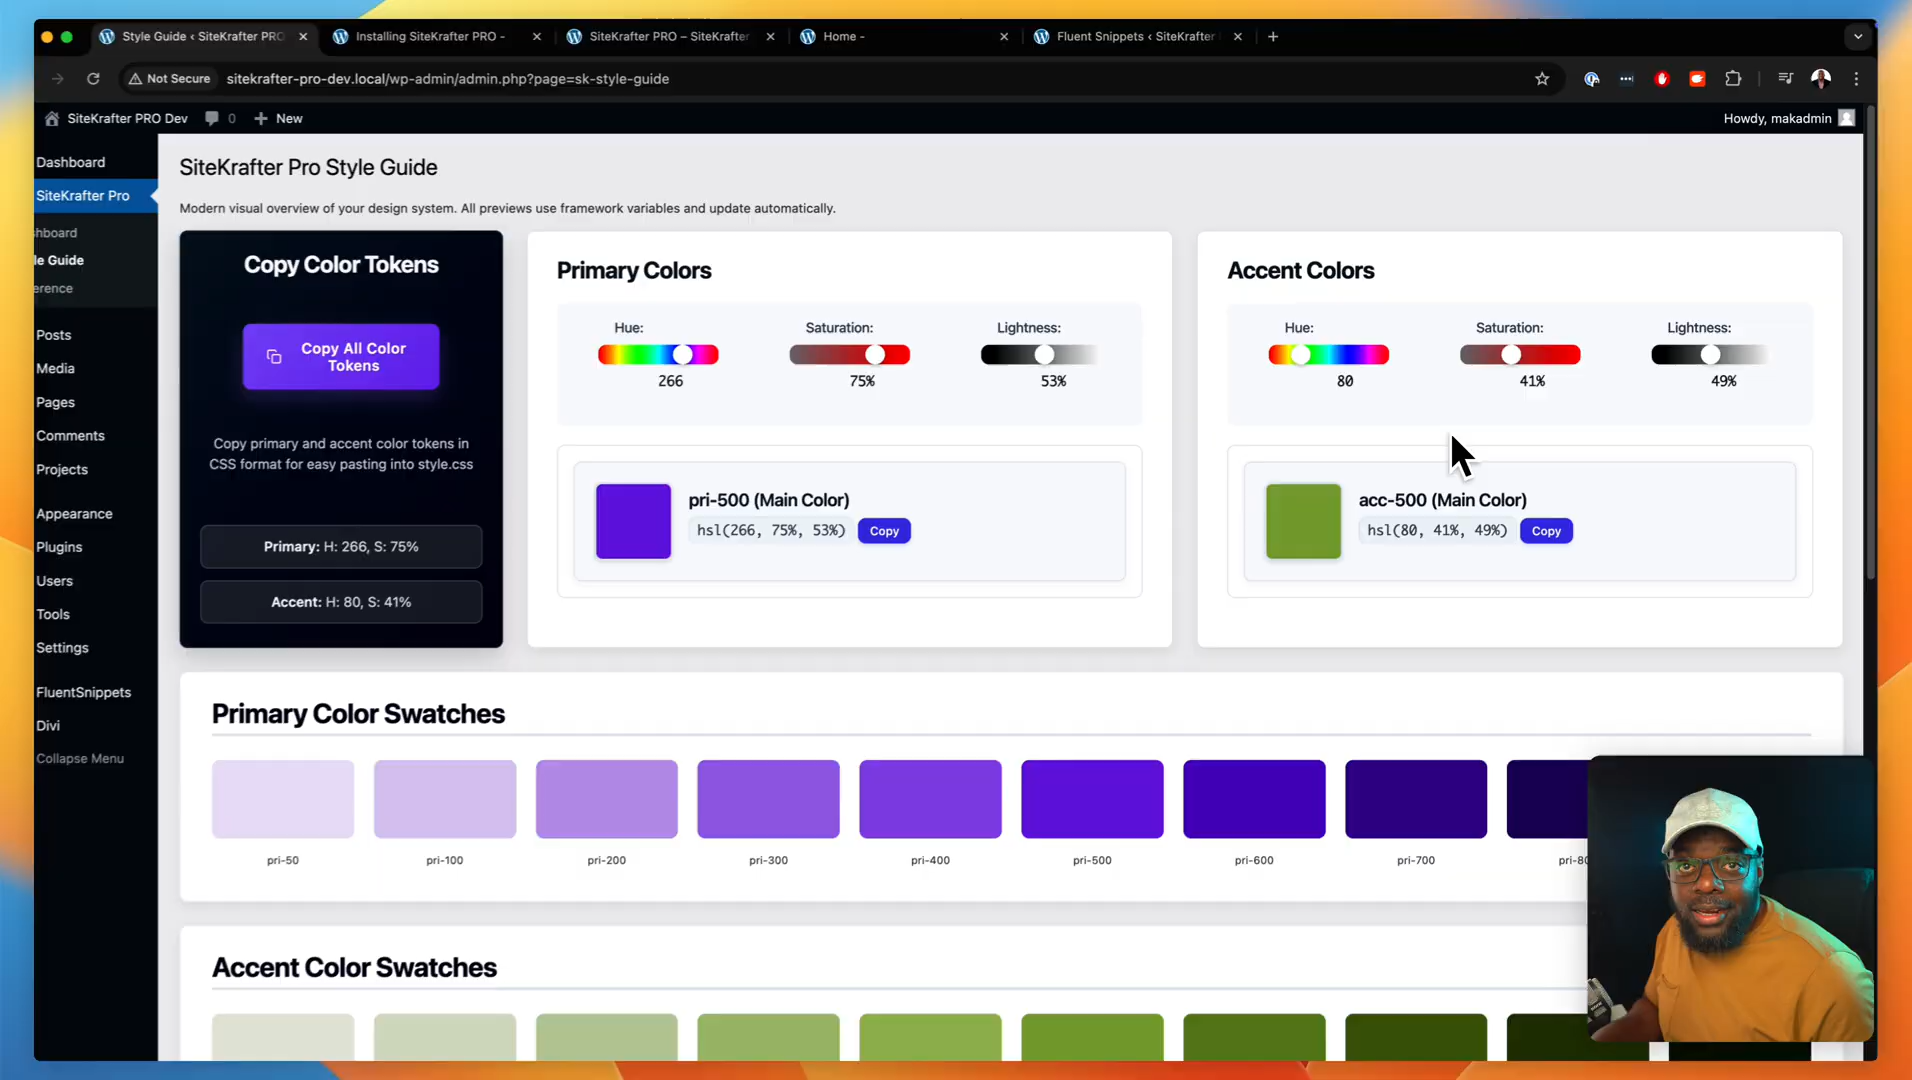 Style Guide ‹ SiteKrafter PRO
Installing SiteKrafter PRO -
SiteKrafter PRO – SiteKrafter
Home -
Fluent Snippets ‹ SiteKrafter
Not Secure
sitekrafter-pro-dev.local/wp-admin/admin.php?page=sk-style-guide
SiteKrafter PRO Dev
0
New
Howdy, makadmin
Dashboard
SiteKrafter Pro
shboard
le Guide
erence
Posts
Media
Pages
Comments
Projects
Appearance
Plugins
Users
Tools
Settings
FluentSnippets
Divi
Collapse Menu
SiteKrafter Pro Style Guide
Modern visual overview of your design system. All previews use framework variables and update automatically.
Copy Color Tokens
Copy All Color
Tokens
Copy primary and accent color tokens in
CSS format for easy pasting into style.css
Primary: H: 266, S: 75%
Accent: H: 80, S: 41%
Primary Colors
Hue:
Saturation:
Lightness:
266
75%
53%
pri-500 (Main Color)
hsl(266, 75%, 53%)
Copy
Accent Colors
Hue:
Saturation:
Lightness:
80
41%
49%
acc-500 (Main Color)
hsl(80, 41%, 49%)
Copy
Primary Color Swatches
pri-50
pri-100
pri-200
pri-300
pri-400
pri-500
pri-600
pri-700
pri-80
Accent Color Swatches